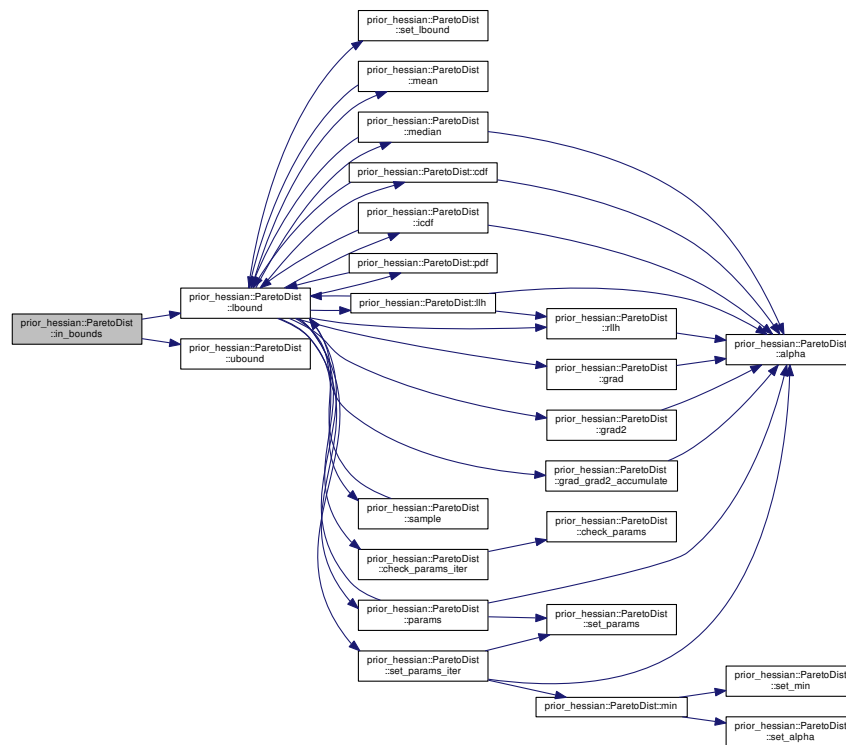 prior_hessian::ParetoDist
::set_lbound
prior_hessian::ParetoDist
::mean
prior_hessian::ParetoDist
::median
prior_hessian::ParetoDist::cdf
prior_hessian::ParetoDist
::icdf
prior_hessian::ParetoDist::pdf
prior_hessian::ParetoDist
::in_bounds
prior_hessian::ParetoDist
::lbound
prior_hessian::ParetoDist
::ubound
prior_hessian::ParetoDist::llh
prior_hessian::ParetoDist
::rllh
prior_hessian::ParetoDist
::alpha
prior_hessian::ParetoDist
::grad
prior_hessian::ParetoDist
::grad2
prior_hessian::ParetoDist
::grad_grad2_accumulate
prior_hessian::ParetoDist
::sample
prior_hessian::ParetoDist
::check_params
prior_hessian::ParetoDist
::check_params_iter
prior_hessian::ParetoDist
::params
prior_hessian::ParetoDist
::set_params
prior_hessian::ParetoDist
::set_params_iter
prior_hessian::ParetoDist::min
prior_hessian::ParetoDist
::set_min
prior_hessian::ParetoDist
::set_alpha